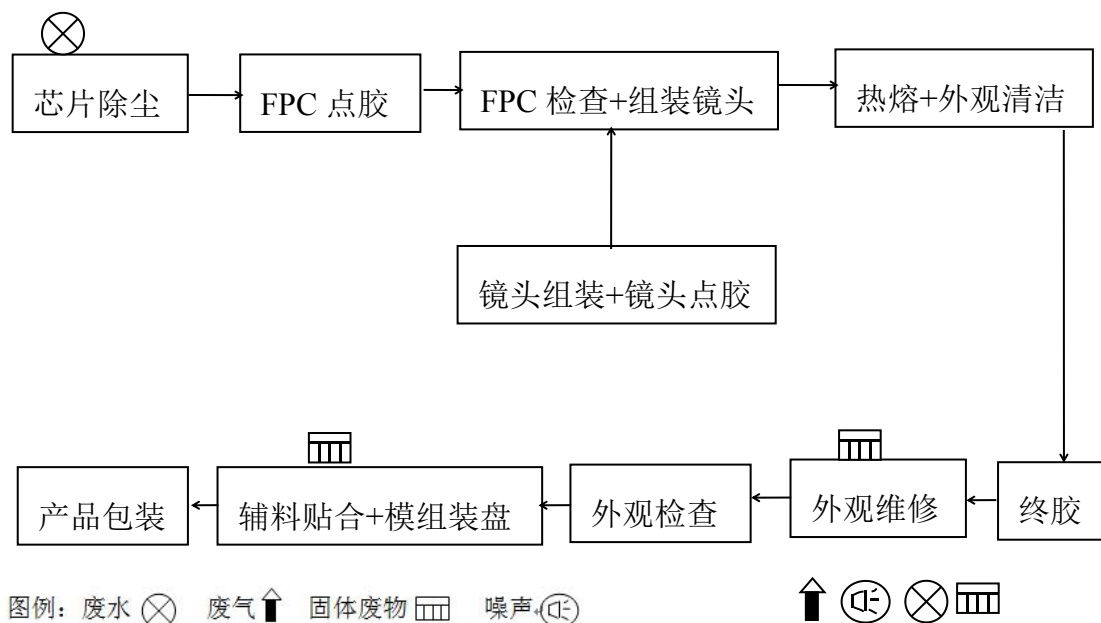 芯片除尘
FPC 点胶
FPC 检查+组装镜头
热熔+外观清洁
镜头组装+镜头点胶
产品包装
辅料贴合+模组装盘
外观检查
外观维修
终胶
图例：废水 废气 固体废物 噪声